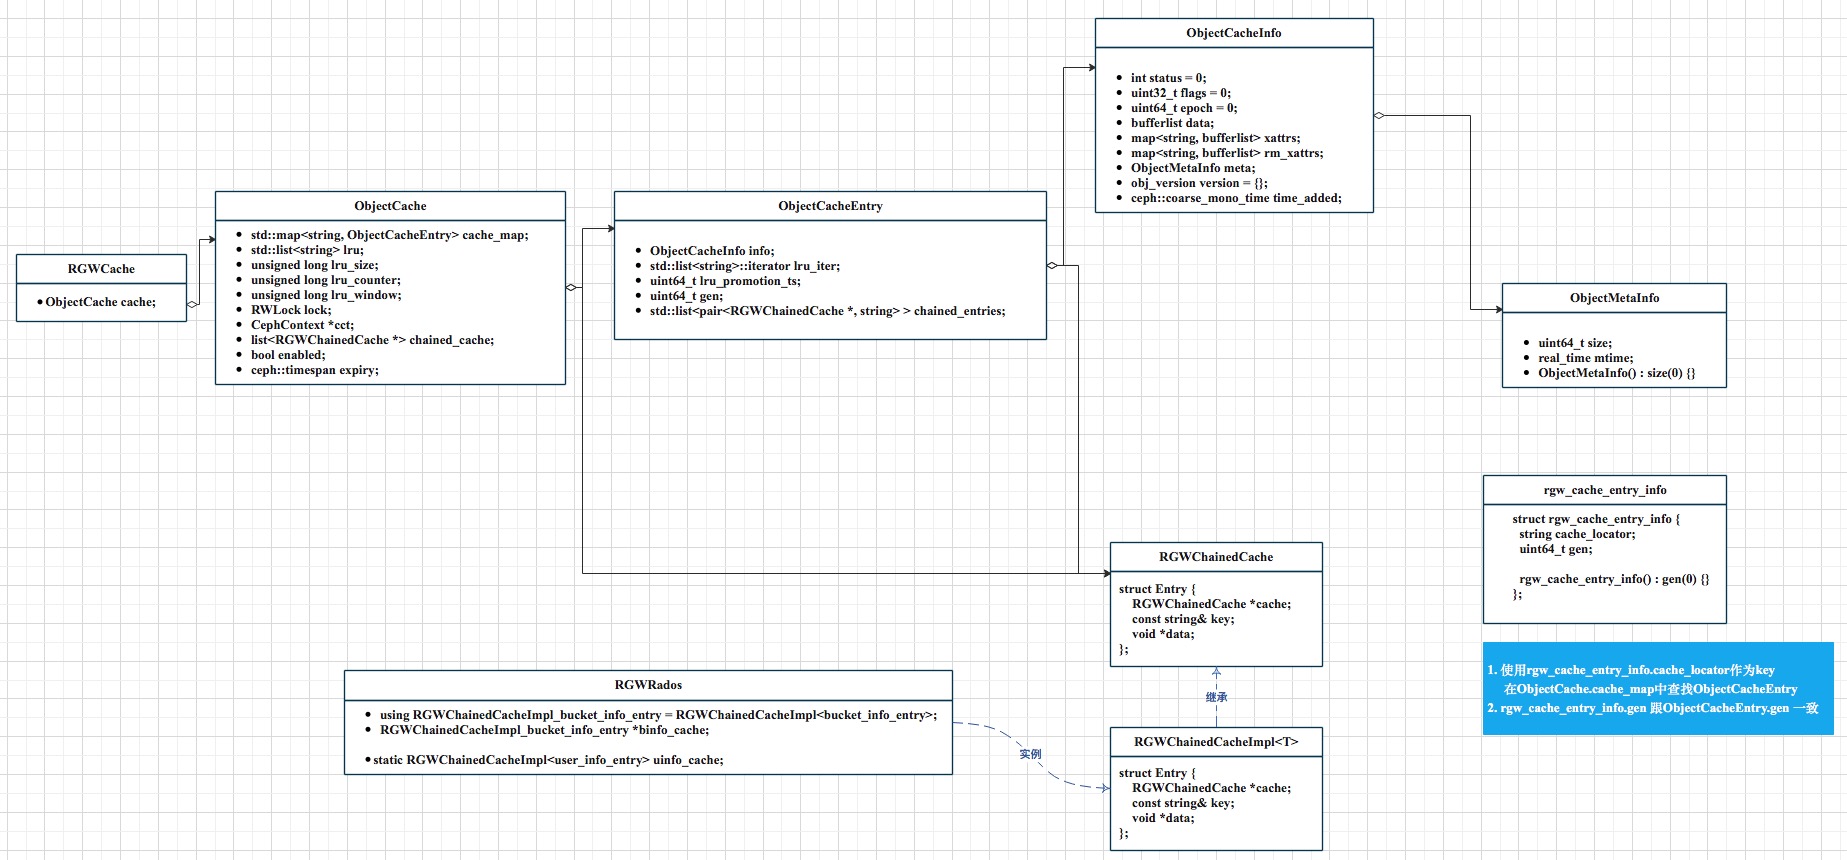 RGWCache
• ObjectCache cache;
ObjectCache
• std::map<string, ObjectCacheEntry> cache_map;
• std::list<string> lru;
• unsigned long lru_size;
• unsigned long lru_counter;
• unsigned long lru_window;
• RWLock lock;
• CephContext *cct;
• list<RGWChainedCache *> chained_cache;
• bool enabled;
• ceph::timespan expiry;
ObjectCacheEntry
• ObjectCacheInfo info;
• std::list<string>::iterator lru_iter;
• uint64_t lru_promotion_ts;
• uint64_t gen;
• std::list<pair<RGWChainedCache *, string> > chained_entries;
ObjectCacheInfo
• int status = 0;
• uint32_t flags = 0;
• uint64_t epoch = 0;
• bufferlist data;
• map<string, bufferlist> xattrs;
• map<string, bufferlist> rm_xattrs;
• ObjectMetaInfo meta;
• obj_version version = {};
• ceph::coarse_mono_time time_added;
ObjectMetaInfo
• uint64_t size;
• real_time mtime;
• ObjectMetaInfo() : size(0) {}
rgw_cache_entry_info
struct rgw_cache_entry_info {
string cache_locator;
uint64_t gen;
rgw_cache_entry_info() : gen(0) {}
};
1. 使用rgw_cache_entry_info.cache_locator作为key
在ObjectCache.cache_map中查找ObjectCacheEntry
2. rgw_cache_entry_info.gen 跟ObjectCacheEntry.gen 一致
RGWChainedCache
struct Entry {
RGWChainedCache *cache;
const string& key;
void *data;
};
继承
RGWRados
• using RGWChainedCacheImpl_bucket_info_entry = RGWChainedCacheImpl<bucket_info_entry>;
• RGWChainedCacheImpl_bucket_info_entry *binfo_cache;
• static RGWChainedCacheImpl<user_info_entry> uinfo_cache;
实例
RGWChainedCacheImpl<T>
struct Entry {
RGWChainedCache *cache;
const string& key;
void *data;
};